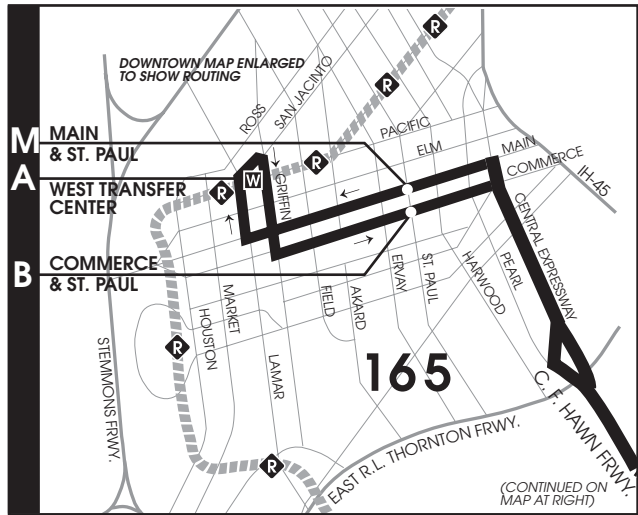 DOWNTOWN MAP ENLARGED
TO SHOW ROUTING
M
MAIN
& ST. PAUL
A
WEST TRANSFER
CENTER
B
COMMERCE
& ST. PAUL
ROSS
SAN JACINTO
PACIFIC
ELM
MAIN
COMMERCE
IH-45
R
R
R
R
W
GRIFFIN
CENTRAL EXPRESSWAY
PEARL
HARWOOD
ST. PAUL
ERVAY
AKARD
FIELD
MARKET
HOUSTON
LAMAR
R
R
STEMMONS FRWY.
165
C. F. HAWN FRWY.
EAST R.L. THORNTON FRWY.
(CONTINUED ON
MAP AT RIGHT)